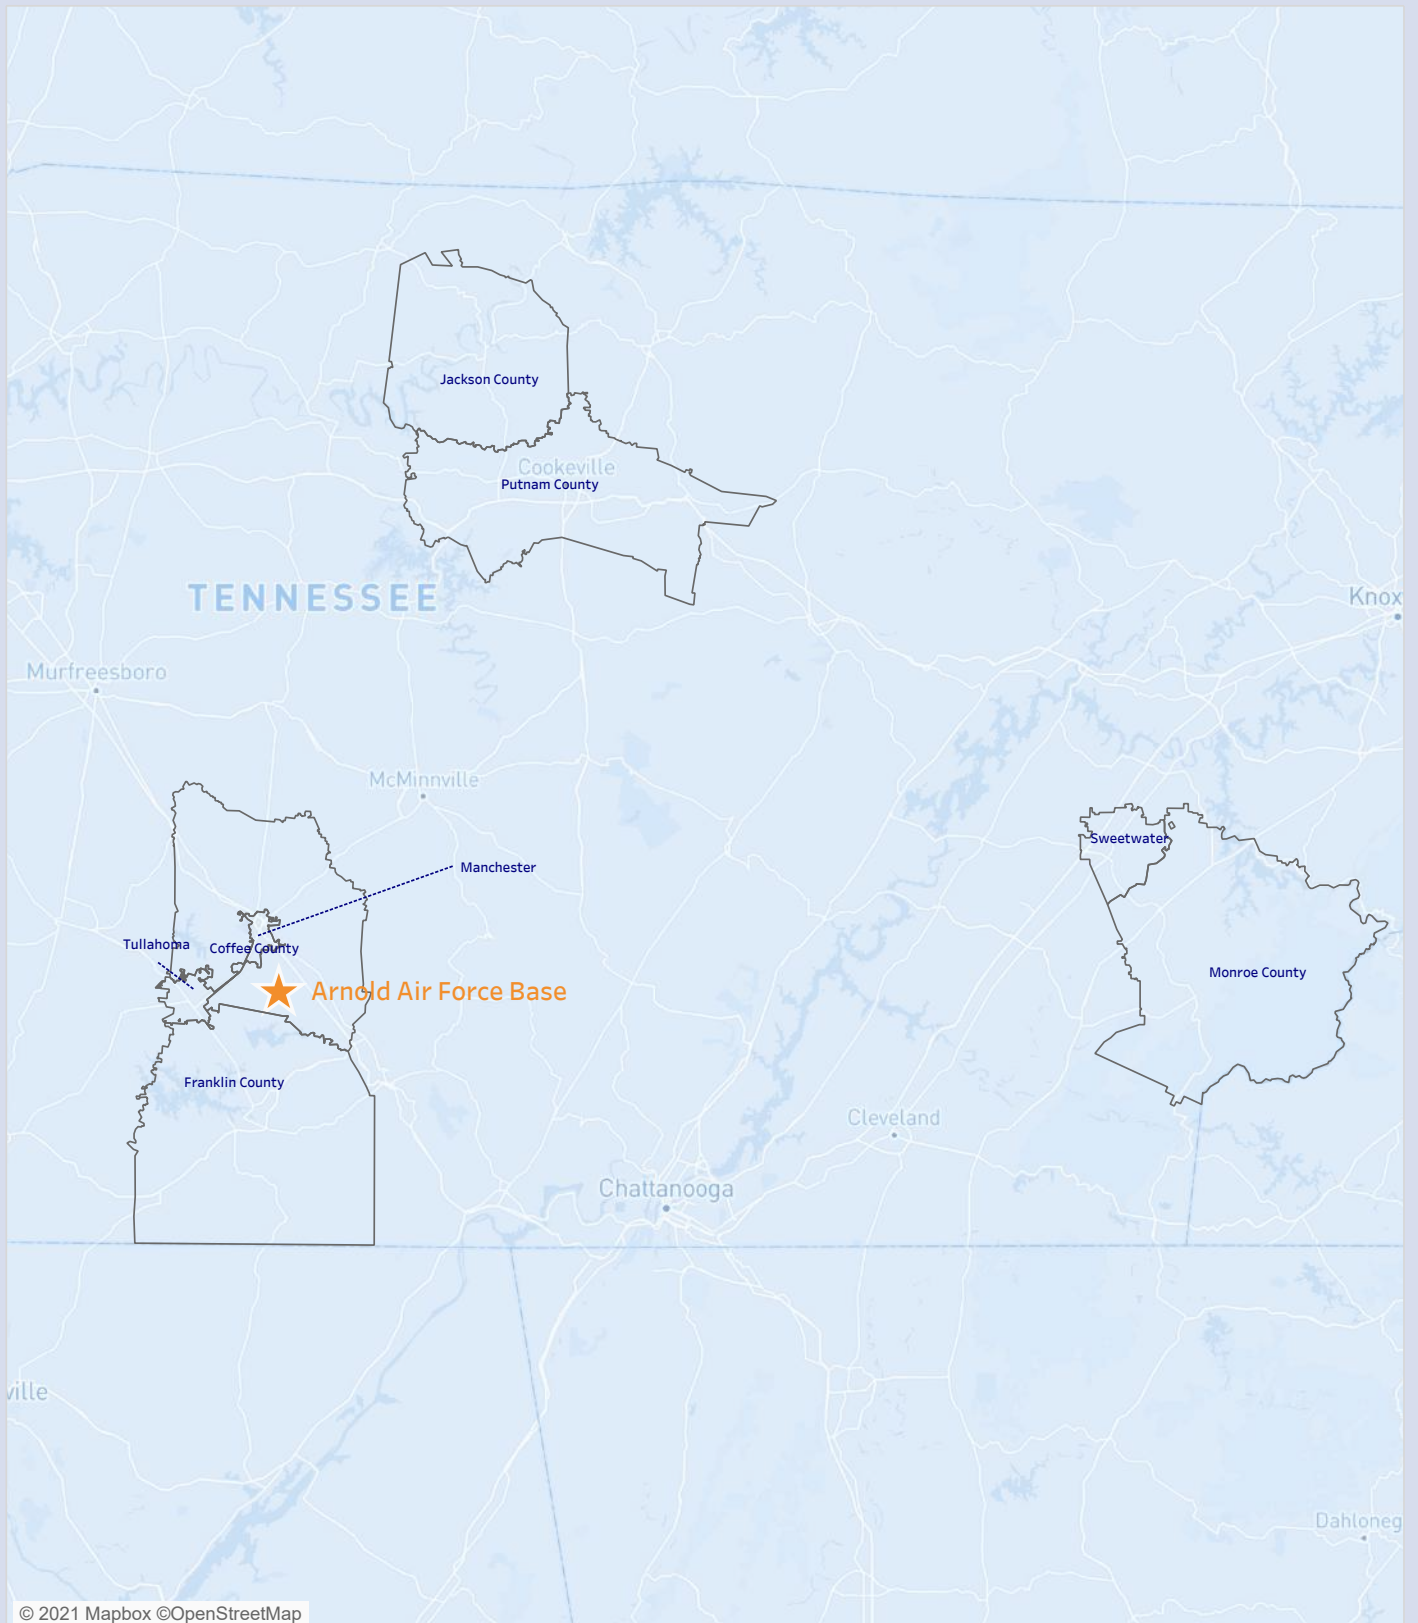 Jackson County
Cookeville
Putnam County
TENNESSEE
Knox
Murfreesboro
McMinnville
Sweetwater
Manchester
Tullahoma
Coffee County
Monroe County
Arnold Air Force Base
Franklin County
Cleveland
Chattanooga
ville
Dahloneg
© 2021 Mapbox ©OpenStreetMap